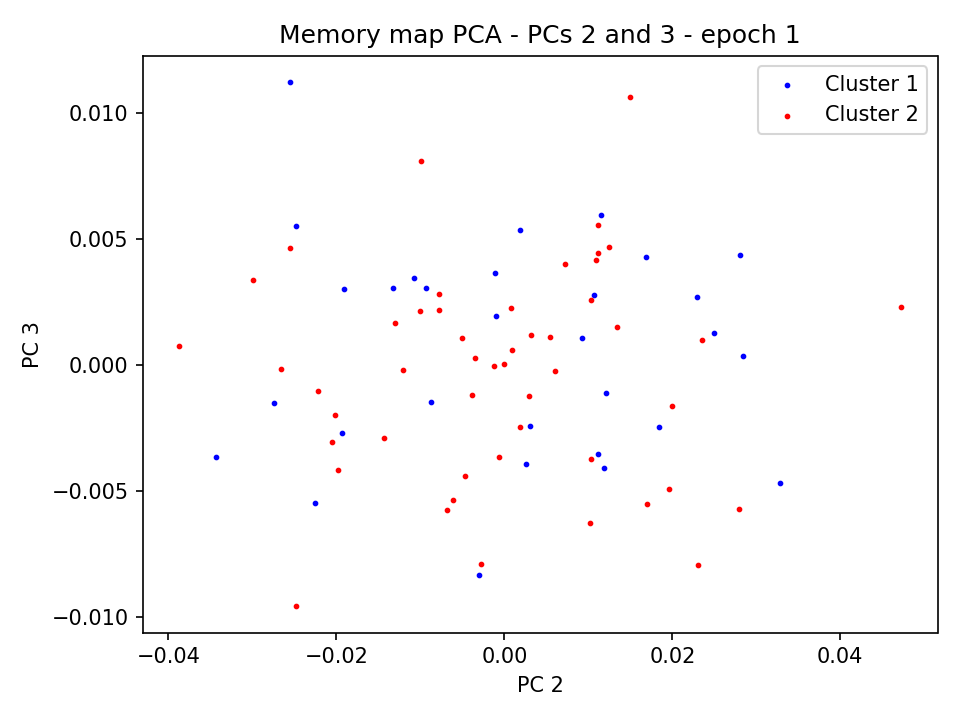 Memory map PCA - PCs 2 and 3 - epoch 1
Cluster 1
Cluster 2
0.010
0.005
0.000
−0.005
−0.010
PC 3
−0.04
−0.02
0.00
0.02
0.04
PC 2